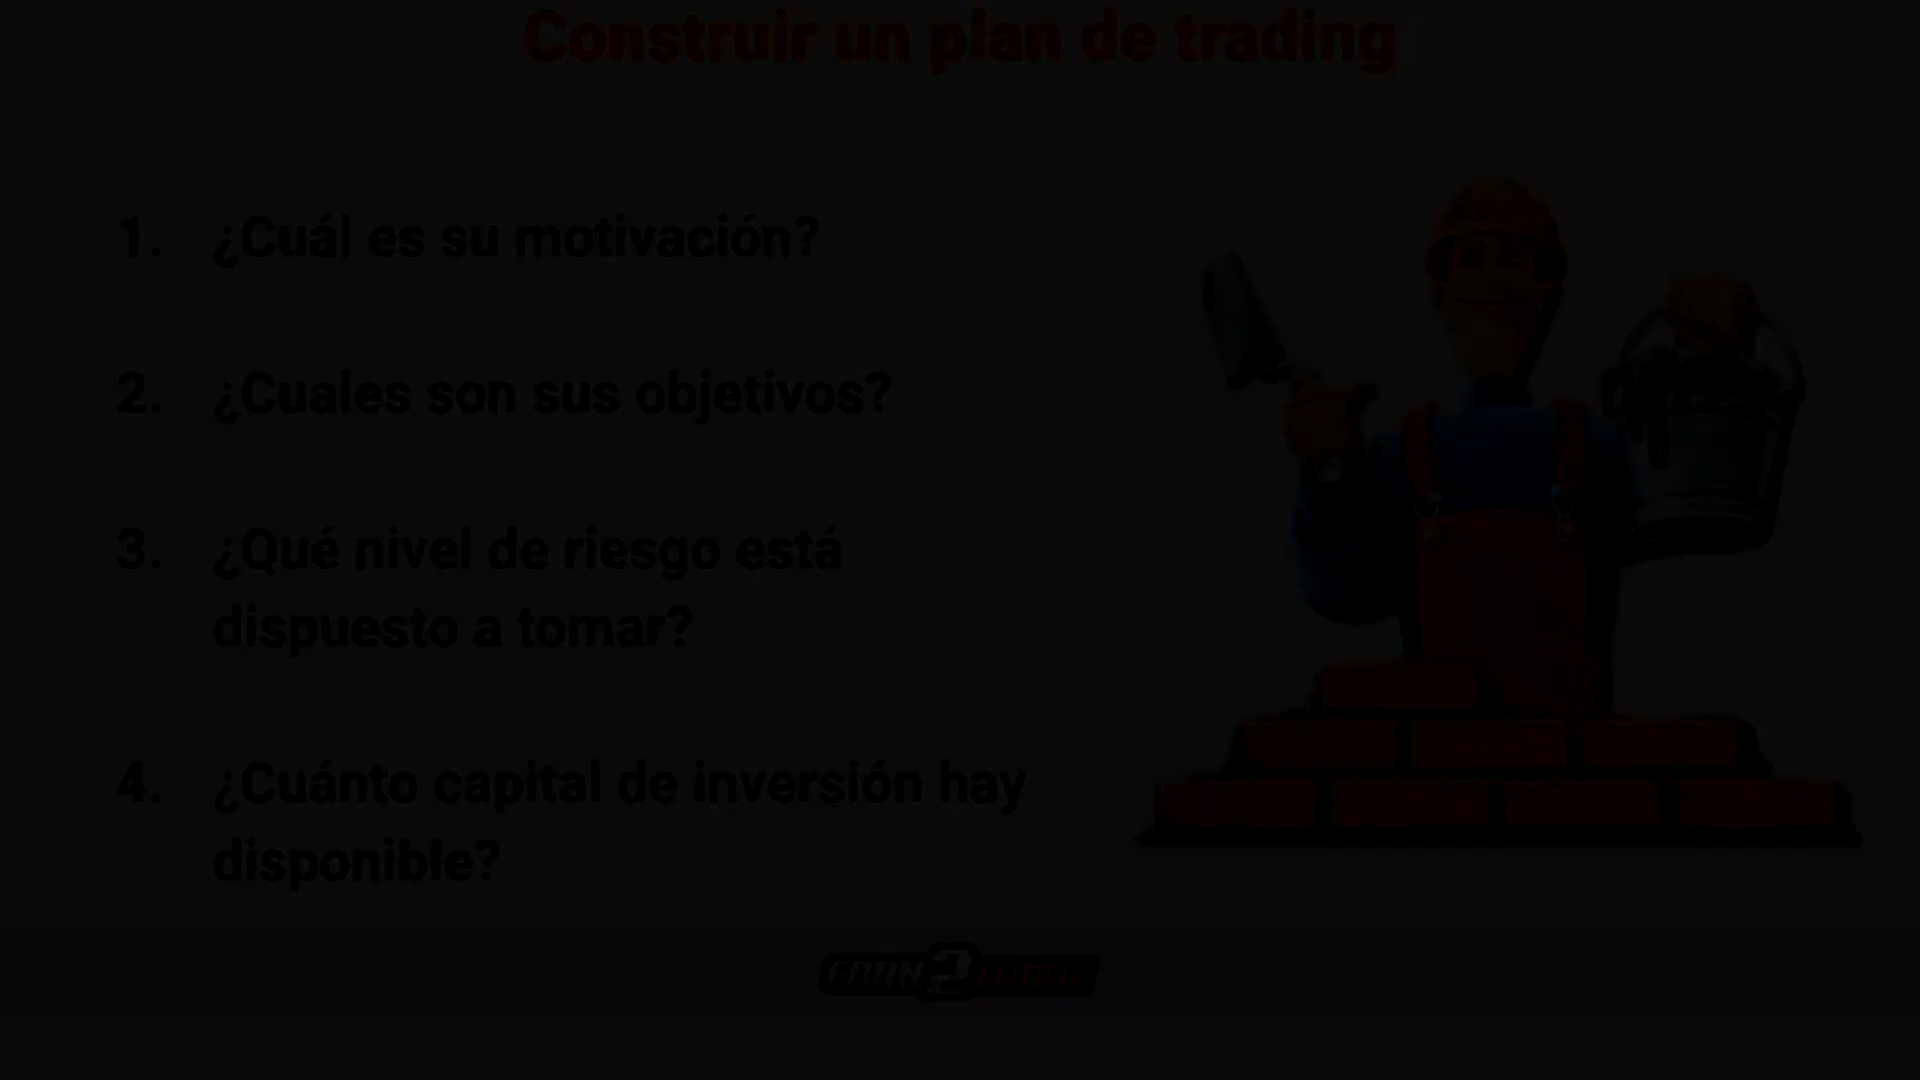 Construir un plan de trading
1. ¿Cuál es su motivación?
2. ¿Cuales son sus objetivos?
3. ¿Qué nivel de riesgo está
dispuesto a tomar?
4. ¿Cuánto capital de inversión hay
disponible?
EARN2TRADE